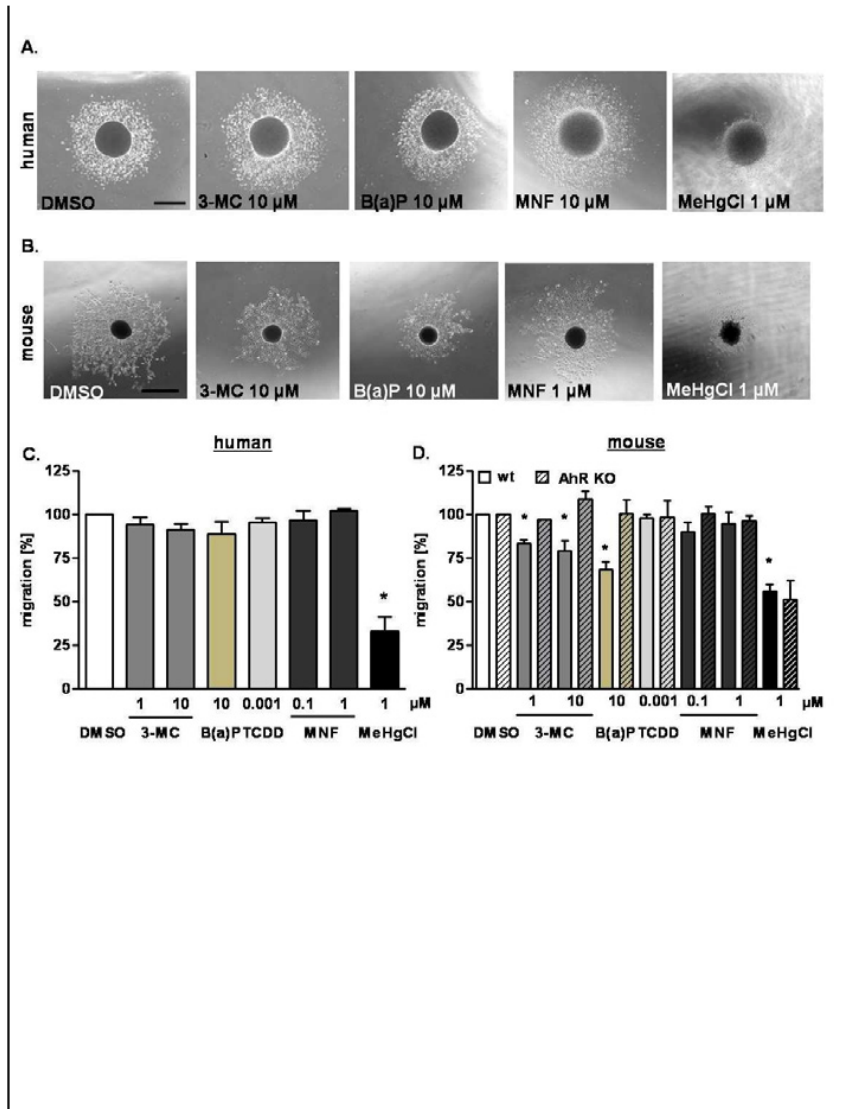 A.
human
DMSO
3-MC 10 µM
B(a)P 10 µM
MNF 10 µM
MeHgCl 1 µM
B.
mouse
DMSO
3-MC 10 µM
B(a)P 10 µM
MNF 1 µM
MeHgCl 1 µM
C.
human
migration [%]
125
100
75
50
25
0
1 10 10 0.001 0.1 1 1 µM
DMSO 3-MC B(a)P TCDD MNF MeHgCl
D.
mouse
wt AhR KO
migration [%]
125
100
75
50
25
0
* * * *
1 10 10 0.001 0.1 1 1 µM
DMSO 3-MC B(a)P TCDD MNF MeHgCl